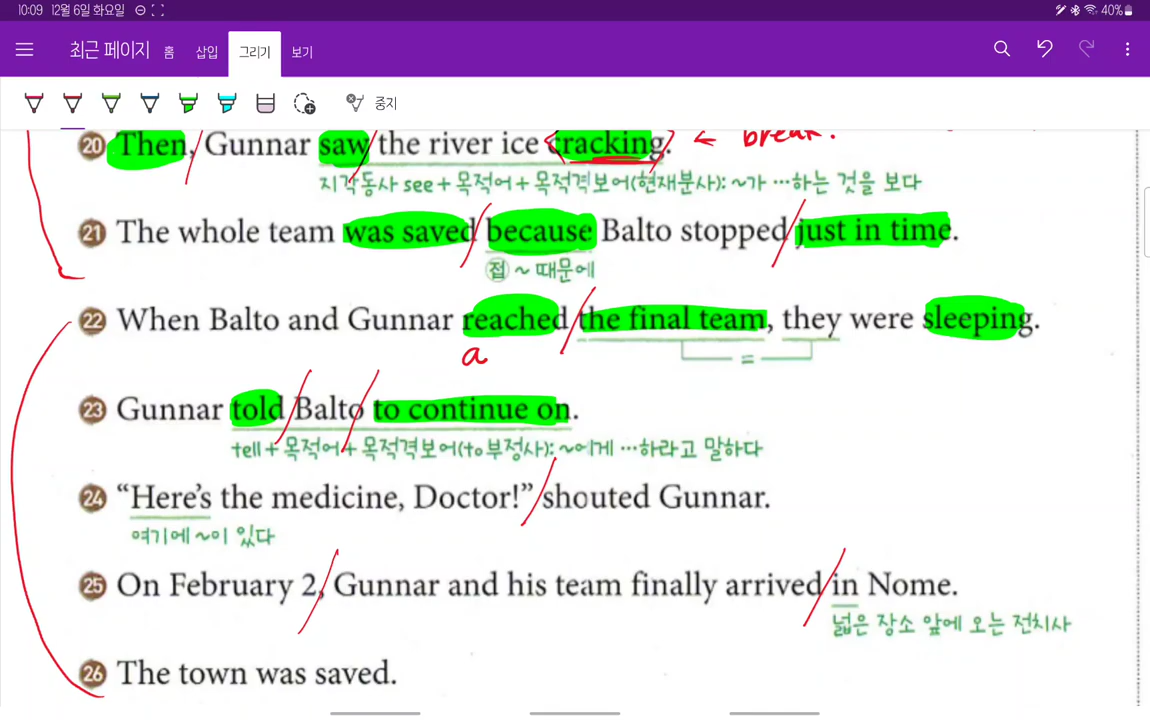 10:09 12월 6일 화요일 40%
최근 페이지 홈 삽입 그리기 보기
중지
20 Then, Gunnar saw the river ice cracking. ← break.
지각동사 see + 목적어 + 목적격보어(현재분사): ~가 …하는 것을 보다
21 The whole team was saved because Balto stopped just in time.
접 ~ 때문에
22 When Balto and Gunnar reached the final team, they were sleeping.
a =
23 Gunnar told Balto to continue on.
tell + 목적어 + 목적격보어(to 부정사): ~에게 …하라고 말하다
24 “Here’s the medicine, Doctor!” shouted Gunnar.
여기에 ~이 있다
25 On February 2, Gunnar and his team finally arrived in Nome.
넓은 장소 앞에 오는 전치사
26 The town was saved.